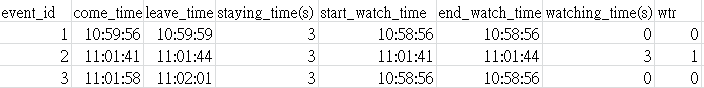 event_id come_time leave_time staying_time(s) start_watch_time end_watch_time watching_time(s) wtr
1 10:59:56 10:59:59 3 10:58:56 10:58:56 0 0
2 11:01:41 11:01:44 3 11:01:41 11:01:44 3 1
3 11:01:58 11:02:01 3 10:58:56 10:58:56 0 0